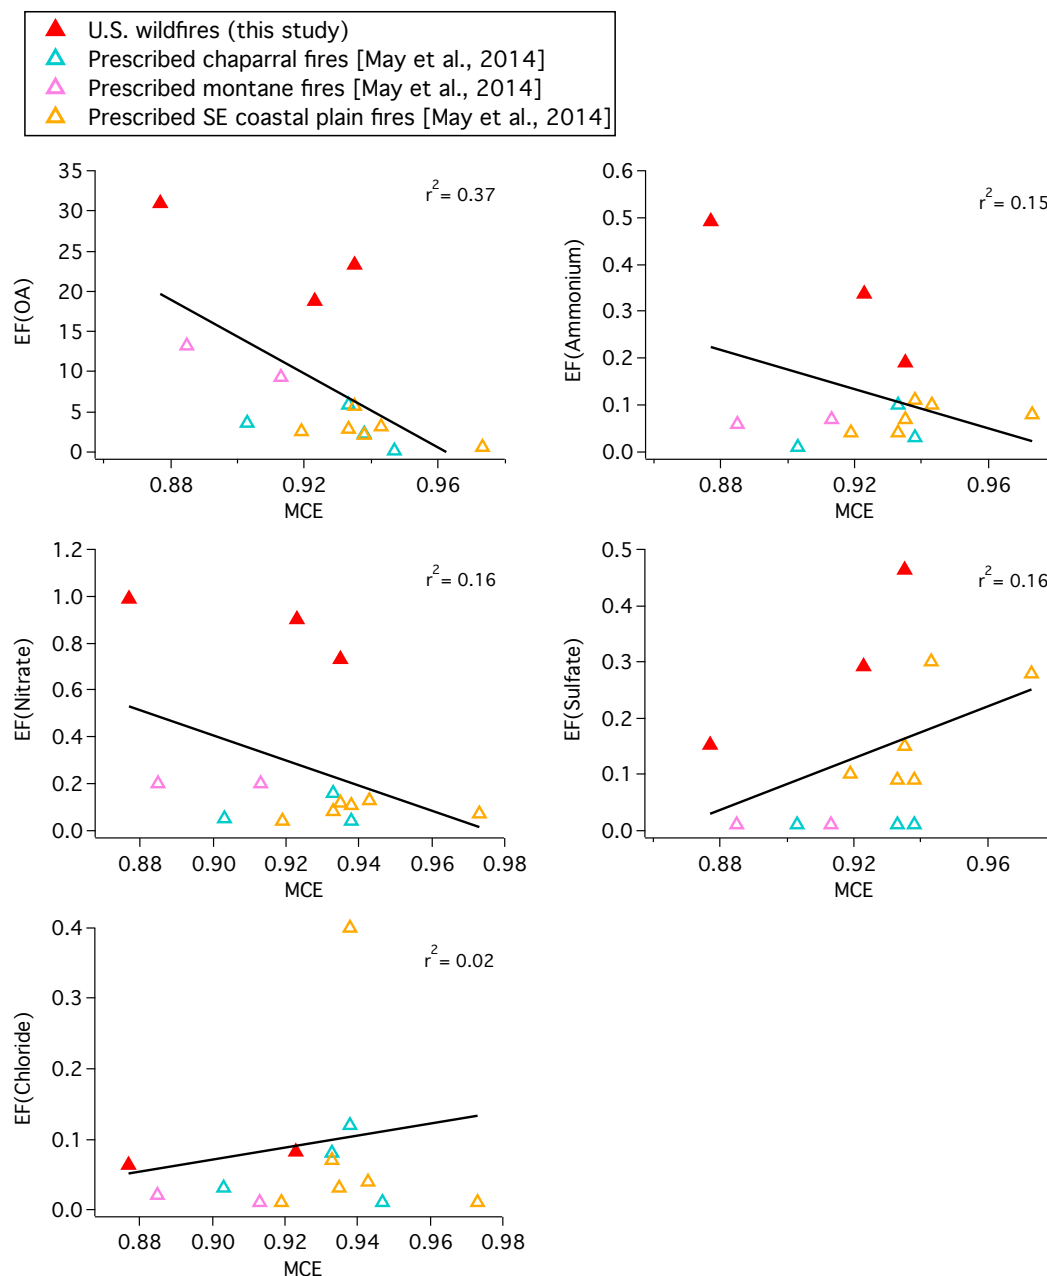 U.S. wildfires (this study)
Prescribed chaparral fires [May et al., 2014]
Prescribed montane fires [May et al., 2014]
Prescribed SE coastal plain fires [May et al., 2014]
35
30
25
20
15
10
5
0
EF(OA)
r²= 0.37
0.88
0.92
0.96
MCE
0.6
0.5
0.4
0.3
0.2
0.1
0.0
EF(Ammonium)
r²= 0.15
0.88
0.92
0.96
MCE
1.2
1.0
0.8
0.6
0.4
0.2
0.0
EF(Nitrate)
r²= 0.16
0.88
0.90
0.92
0.94
0.96
0.98
MCE
0.5
0.4
0.3
0.2
0.1
0.0
EF(Sulfate)
r²= 0.16
0.88
0.92
0.96
MCE
0.4
0.3
0.2
0.1
0.0
EF(Chloride)
r²= 0.02
0.88
0.90
0.92
0.94
0.96
0.98
MCE